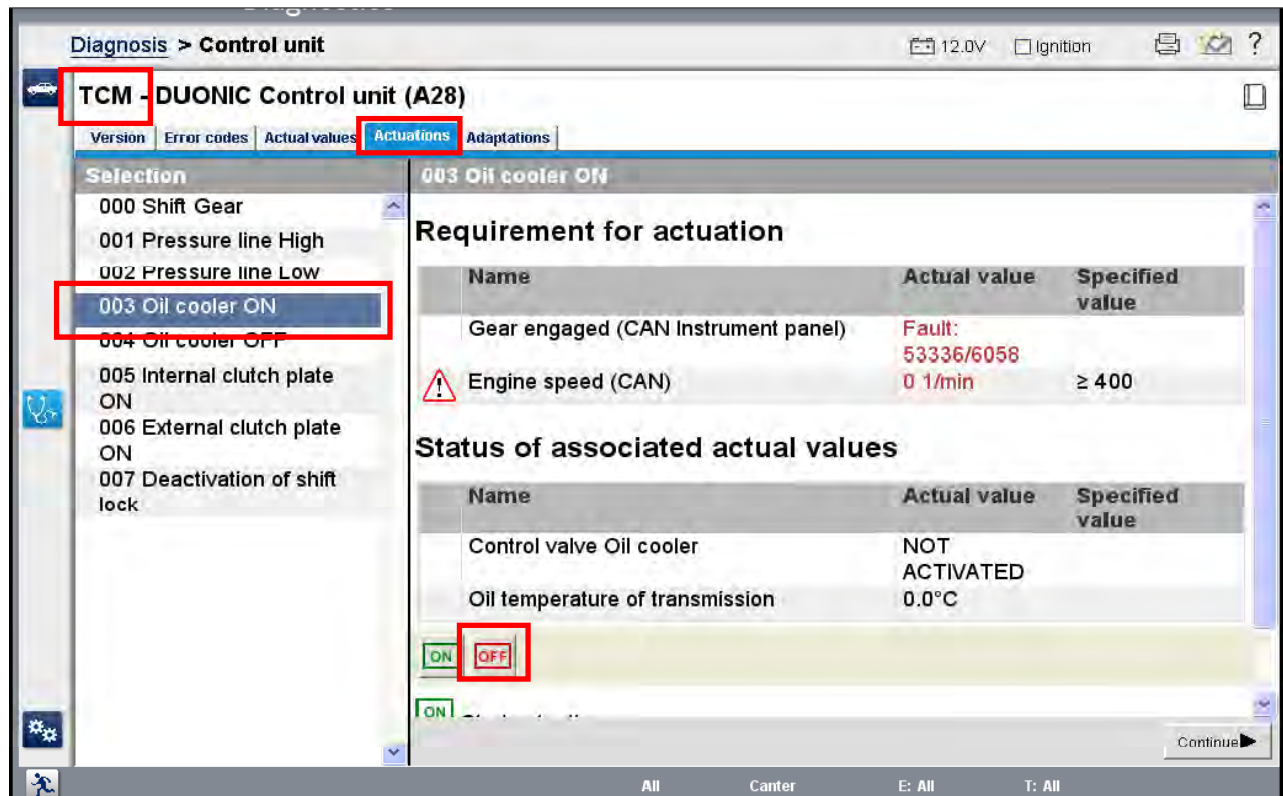 Diagnosis > Control unit
12.0V Ignition ?
TCM - DUONIC Control unit (A28)
Version Error codes Actual values Actuations Adaptations
Selection
000 Shift Gear
001 Pressure line High
002 Pressure line Low
003 Oil cooler ON
004 Oil cooler OFF
005 Internal clutch plate
ON
006 External clutch plate
ON
007 Deactivation of shift
lock
003 Oil cooler ON
Requirement for actuation
Name Actual value Specified
value
Gear engaged (CAN Instrument panel) Fault:
53336/6058
Engine speed (CAN) 0 1/min ≥ 400
Status of associated actual values
Name Actual value Specified
value
Control valve Oil cooler NOT
ACTIVATED
Oil temperature of transmission 0.0°C
ON OFF
ON
Continue
All Canter E: All T: All